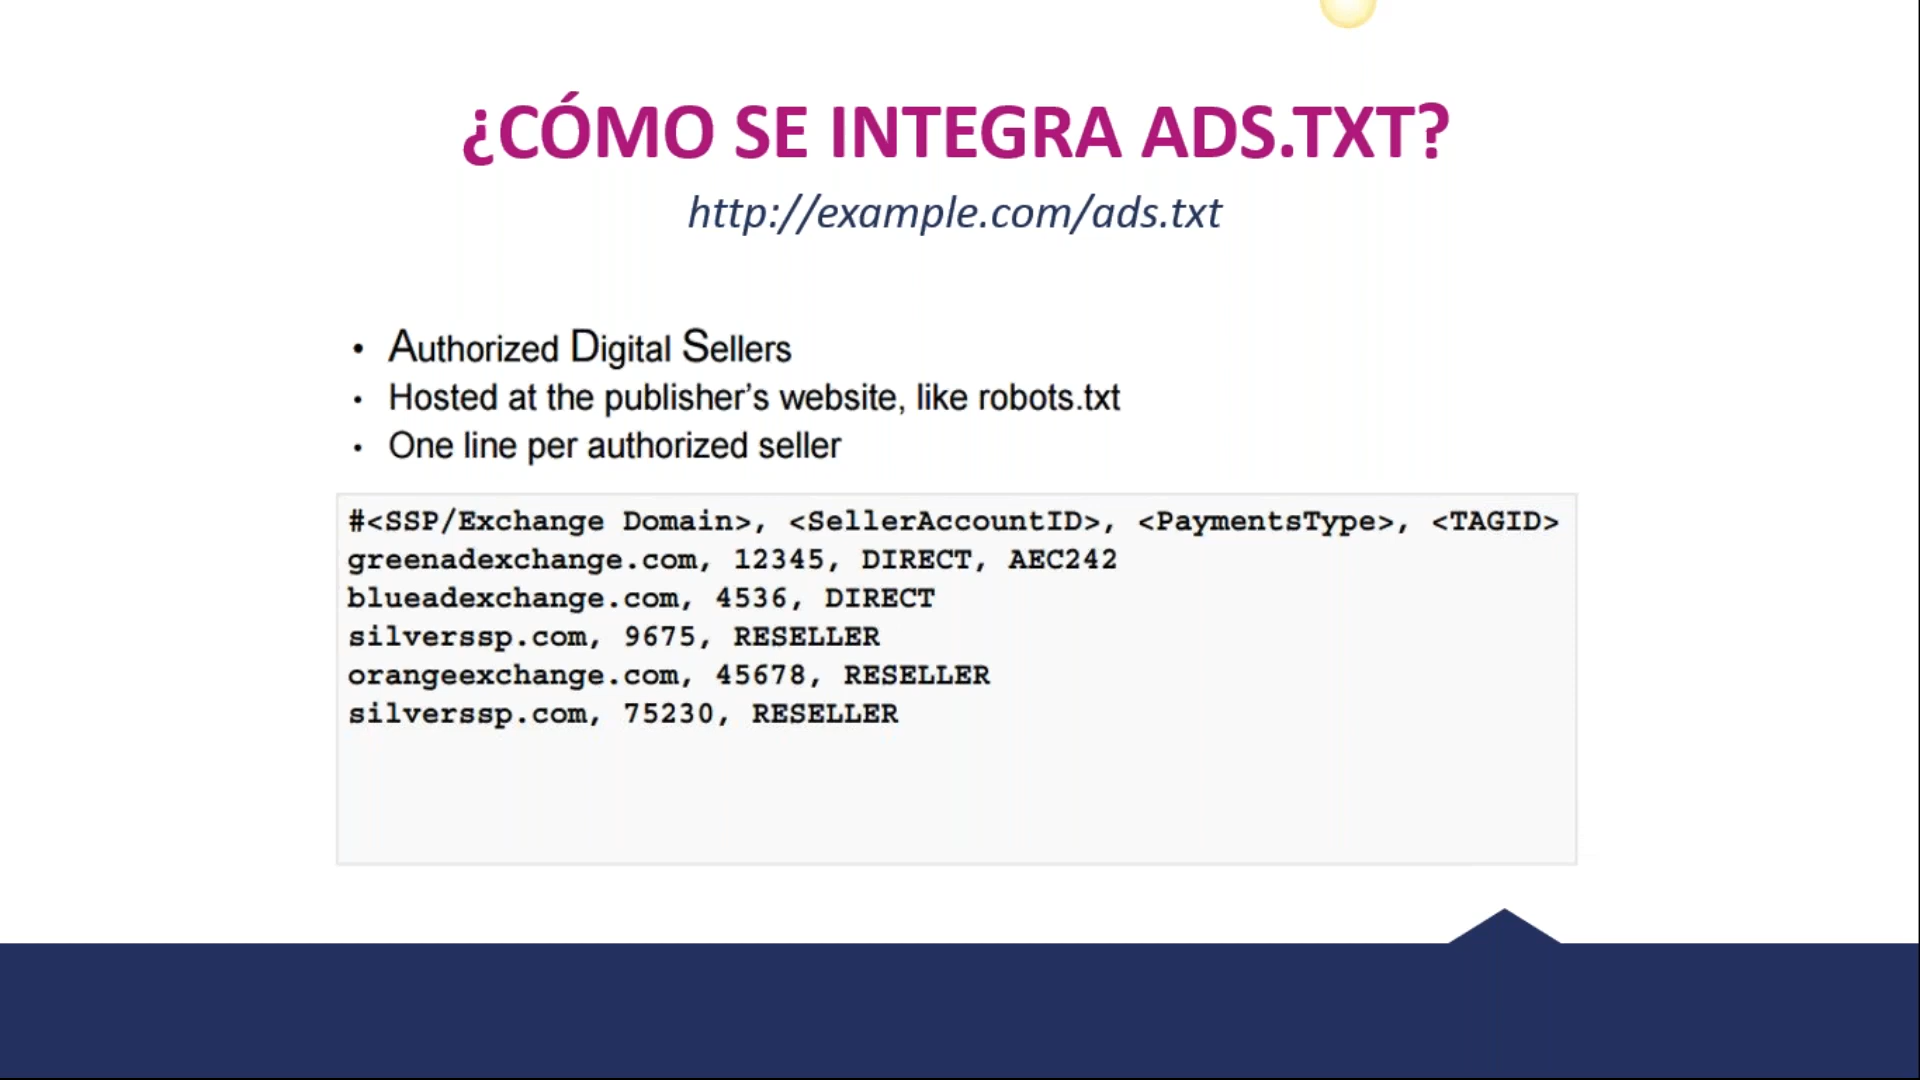 ¿CÓMO SE INTEGRA ADS.TXT?
http://example.com/ads.txt
• Authorized Digital Sellers
• Hosted at the publisher’s website, like robots.txt
• One line per authorized seller
#<SSP/Exchange Domain>, <SellerAccountID>, <PaymentsType>, <TAGID>
greenadexchange.com, 12345, DIRECT, AEC242
blueadexchange.com, 4536, DIRECT
silverssp.com, 9675, RESELLER
orangeexchange.com, 45678, RESELLER
silverssp.com, 75230, RESELLER